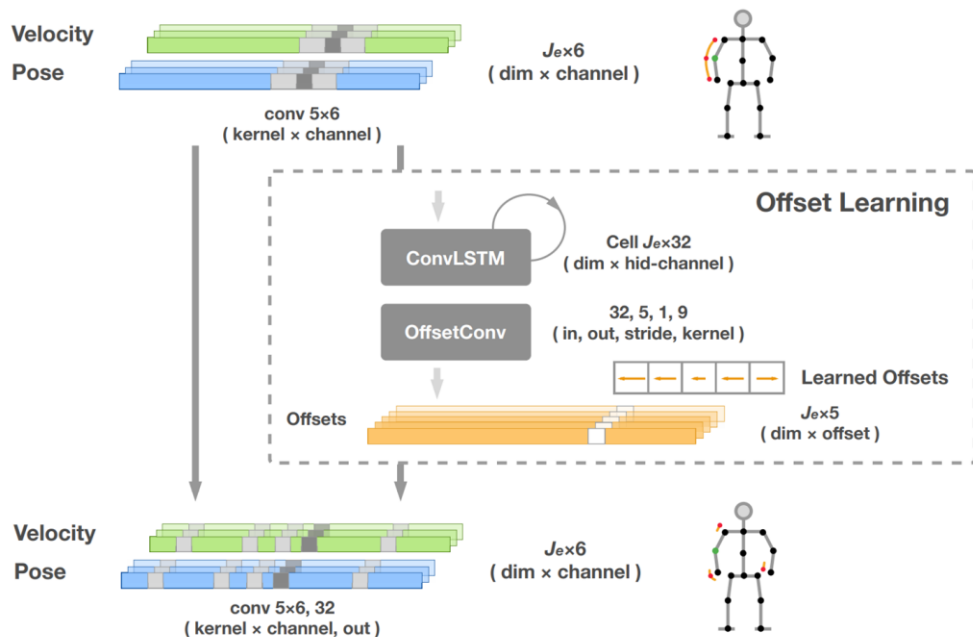 Velocity
Pose
Jₑ×6
( dim × channel )
conv 5×6
( kernel × channel )
Offset Learning
ConvLSTM
Cell Jₑ×32
( dim × hid-channel )
OffsetConv
32, 5, 1, 9
( in, out, stride, kernel )
Learned Offsets
Offsets
Jₑ×5
( dim × offset )
Velocity
Pose
Jₑ×6
( dim × channel )
conv 5×6, 32
( kernel × channel, out )